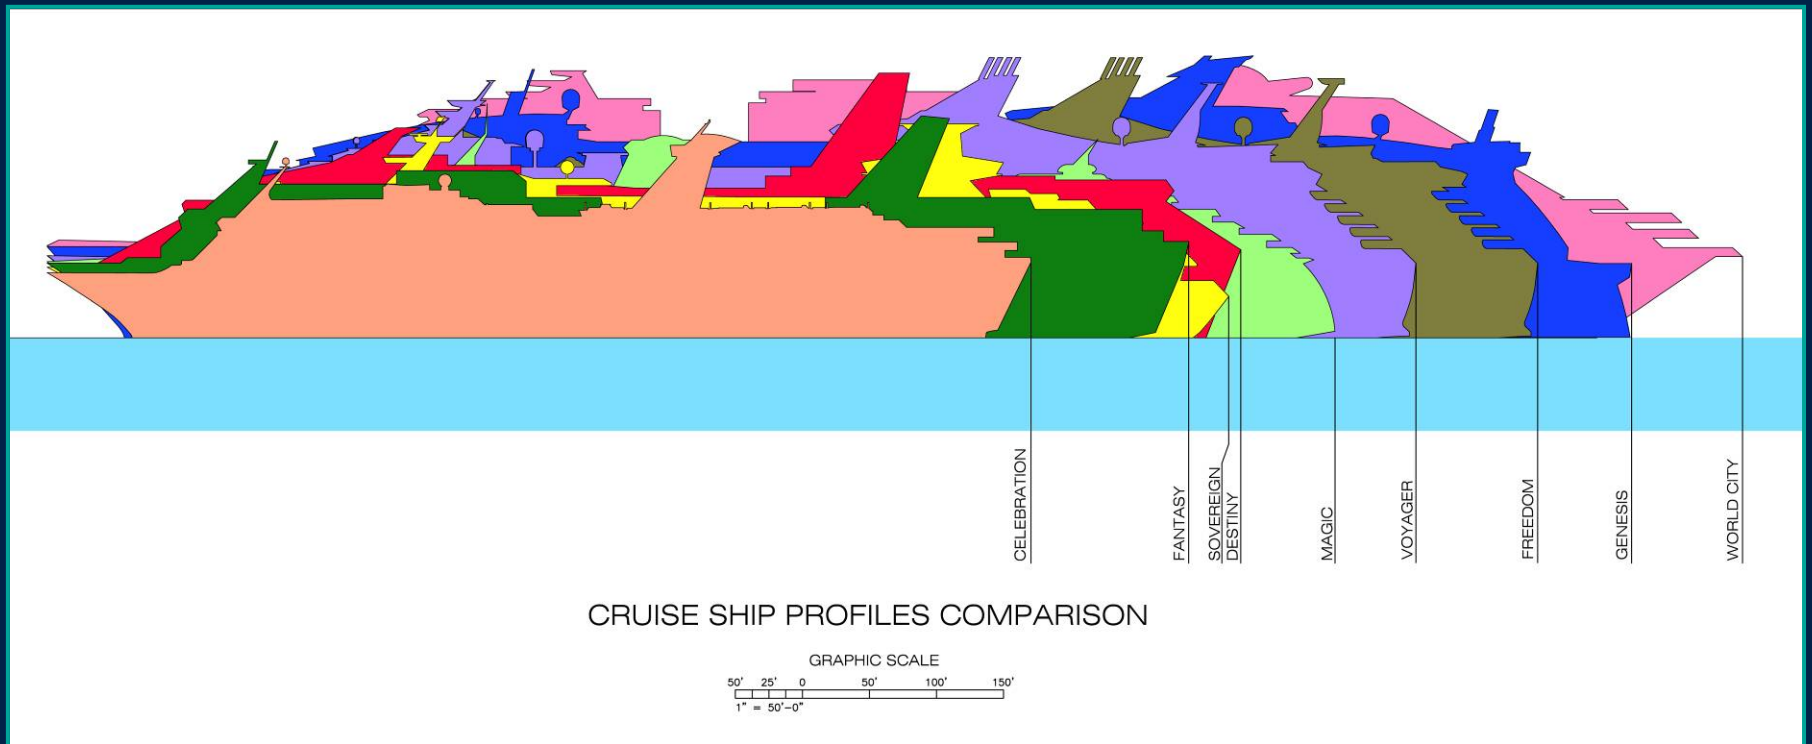 CELEBRATION
FANTASY
SOVEREIGN
DESTINY
MAGIC
VOYAGER
FREEDOM
GENESIS
WORLD CITY
CRUISE SHIP PROFILES COMPARISON
GRAPHIC SCALE
50' 25' 0 50' 100' 150'
1" = 50'-0"